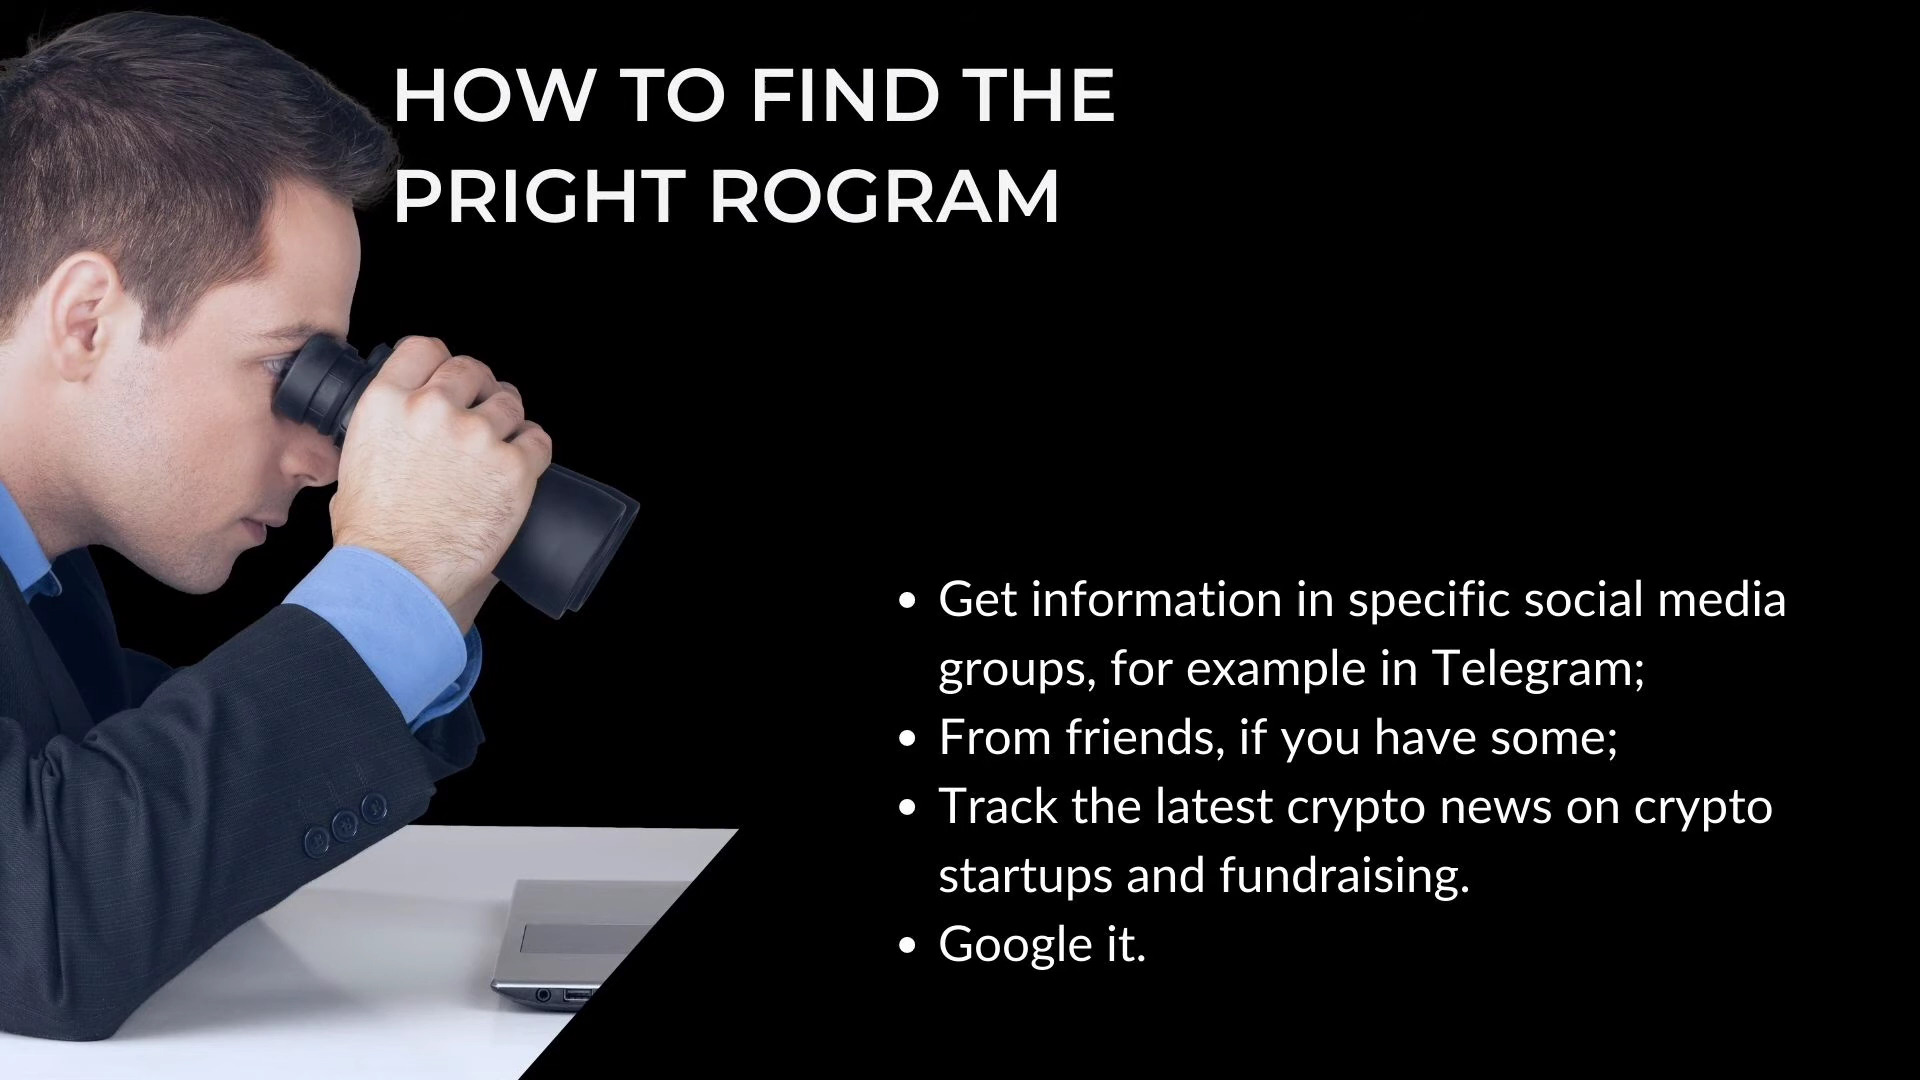 HOW TO FIND THE
PRIGHT ROGRAM
• Get information in specific social media
groups, for example in Telegram;
• From friends, if you have some;
• Track the latest crypto news on crypto
startups and fundraising.
• Google it.